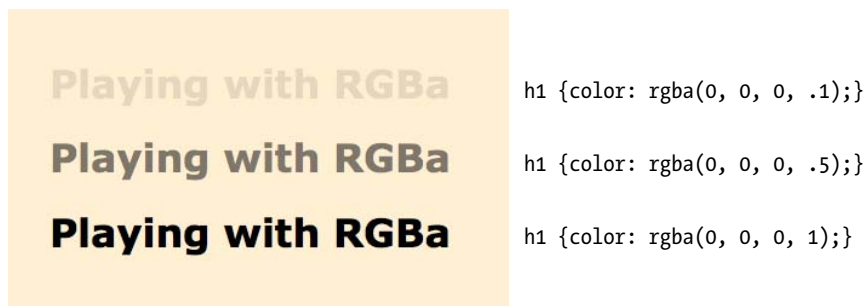 Playing with RGBa h1 {color: rgba(0, 0, 0, .1);}
Playing with RGBa h1 {color: rgba(0, 0, 0, .5);}
Playing with RGBa h1 {color: rgba(0, 0, 0, 1);}